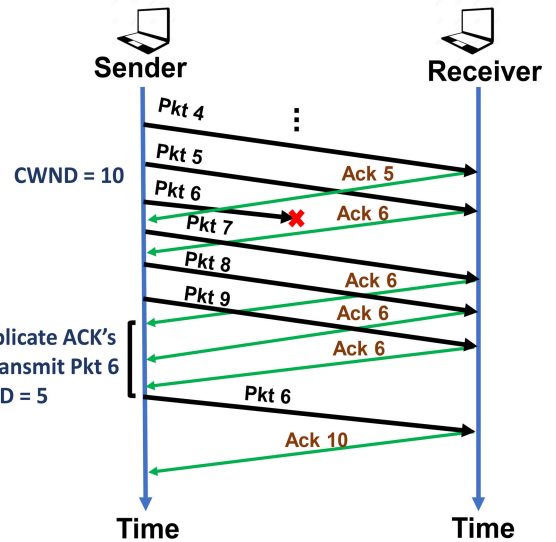 Sender
Receiver
Pkt 4
⋮
Pkt 5
Ack 5
CWND = 10
Pkt 6
Ack 6
Pkt 7
Pkt 8
Ack 6
Pkt 9
Ack 6
plicate ACK's
Ack 6
transmit Pkt 6
D = 5
Pkt 6
Ack 10
Time
Time